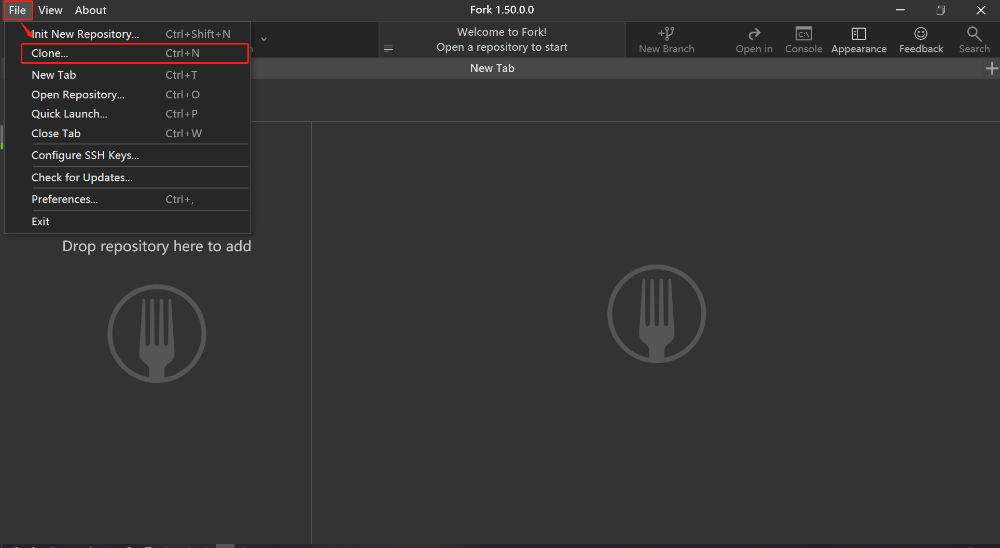 File View About Fork 1.50.0.0
Init New Repository... Ctrl+Shift+N
Clone... Ctrl+N
New Tab Ctrl+T
Open Repository... Ctrl+O
Quick Launch... Ctrl+P
Close Tab Ctrl+W
Configure SSH Keys...
Check for Updates...
Preferences... Ctrl+,
Exit
Welcome to Fork!
Open a repository to start
New Branch
Open in
C:\
Console
Appearance
Feedback
Search
New Tab
Drop repository here to add